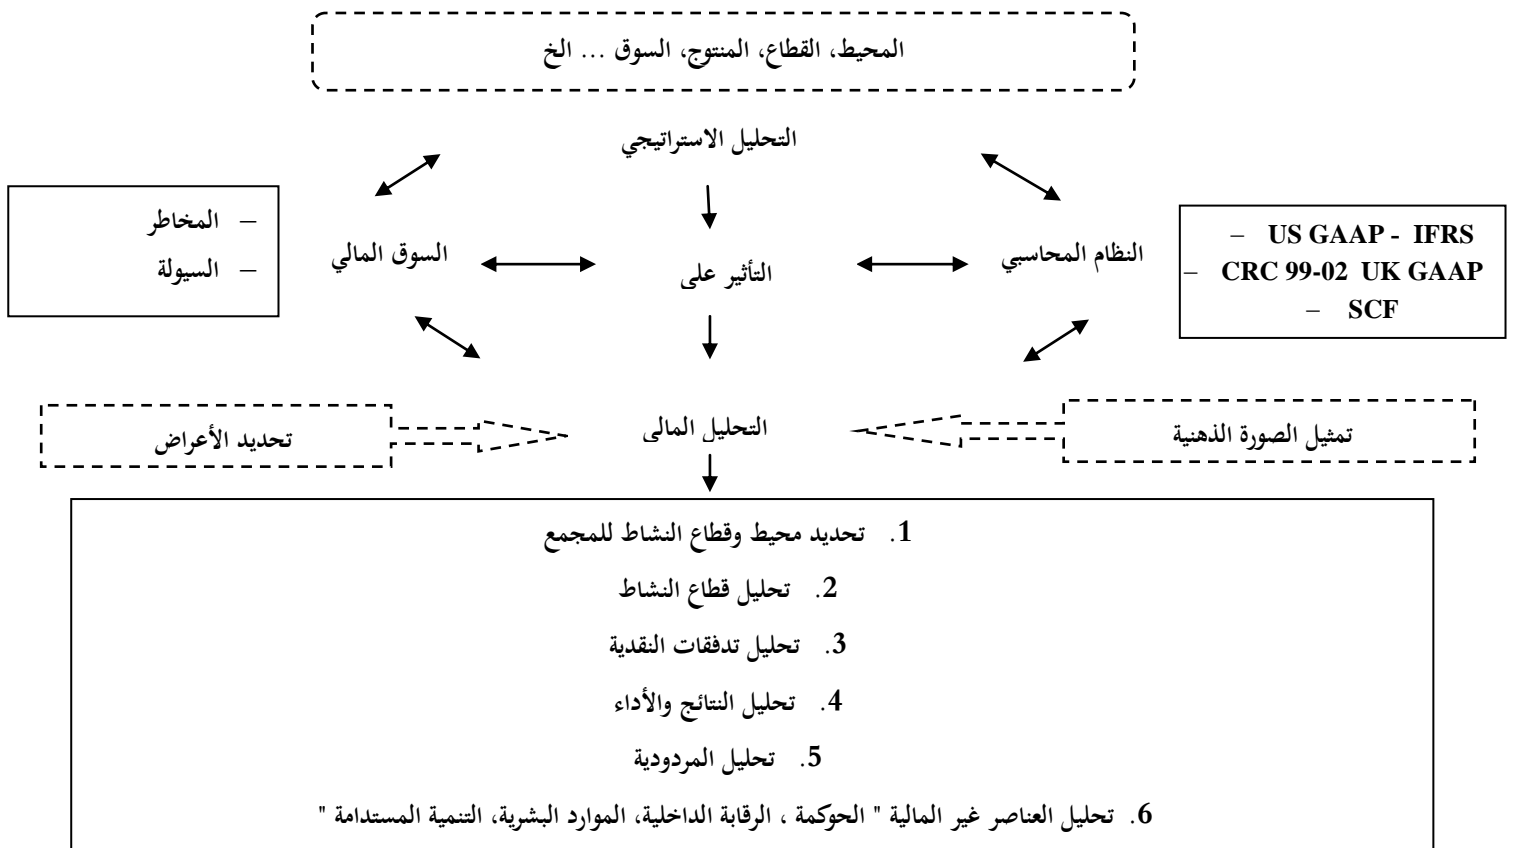 المحيط، القطاع، المنتوج، السوق ... الخ
التحليل الاستراتيجي
– US GAAP - IFRS
– CRC 99-02 UK GAAP
– SCF
النظام المحاسبي
التأثير على
السوق المالي
– المخاطر
– السيولة
تمثيل الصورة الذهنية
التحليل المالي
تحديد الأعراض
1. تحديد محيط وقطاع النشاط للمجمع
2. تحليل قطاع النشاط
3. تحليل تدفقات النقدية
4. تحليل النتائج والأداء
5. تحليل المردودية
6. تحليل العناصر غير المالية " الحوكمة ، الرقابة الداخلية، الموارد البشرية، التنمية المستدامة "